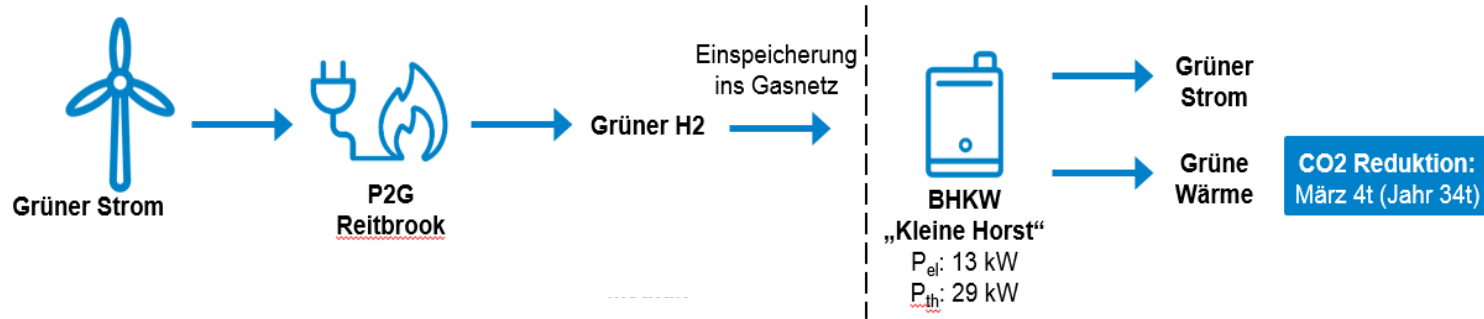 Grüner Strom
P2G
Reitbrook
Grüner H2
Einspeicherung
ins Gasnetz
BHKW
„Kleine Horst“
Pel: 13 kW
Pth: 29 kW
Grüner
Strom
Grüne
Wärme
CO2 Reduktion:
März 4t (Jahr 34t)